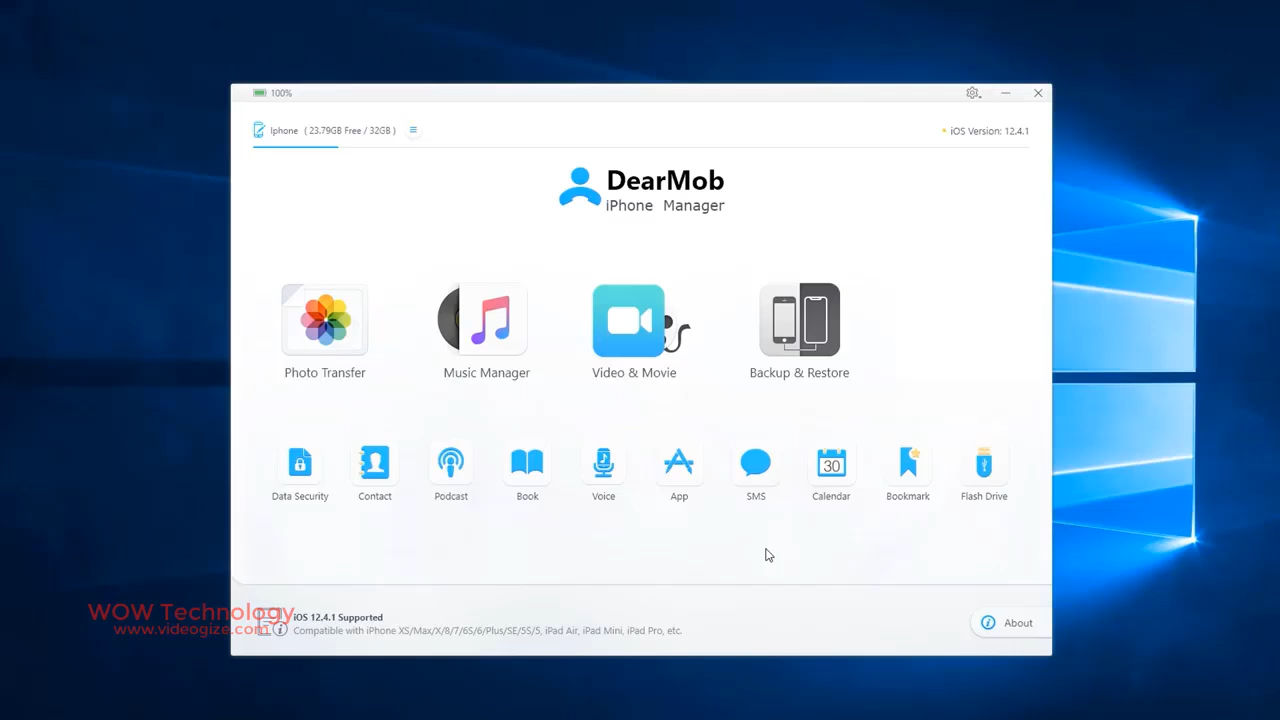 100%
Iphone ( 23.79GB Free / 32GB )
iOS Version: 12.4.1
DearMob
iPhone Manager
Photo Transfer
Music Manager
Video & Movie
Backup & Restore
Data Security
Contact
Podcast
Book
Voice
App
SMS
30
Calendar
Bookmark
Flash Drive
WOW Technology
www.videogize.com
iOS 12.4.1 Supported
Compatible with iPhone XS/Max/X/8/7/6S/6/Plus/SE/5S/5, iPad Air, iPad Mini, iPad Pro, etc.
About